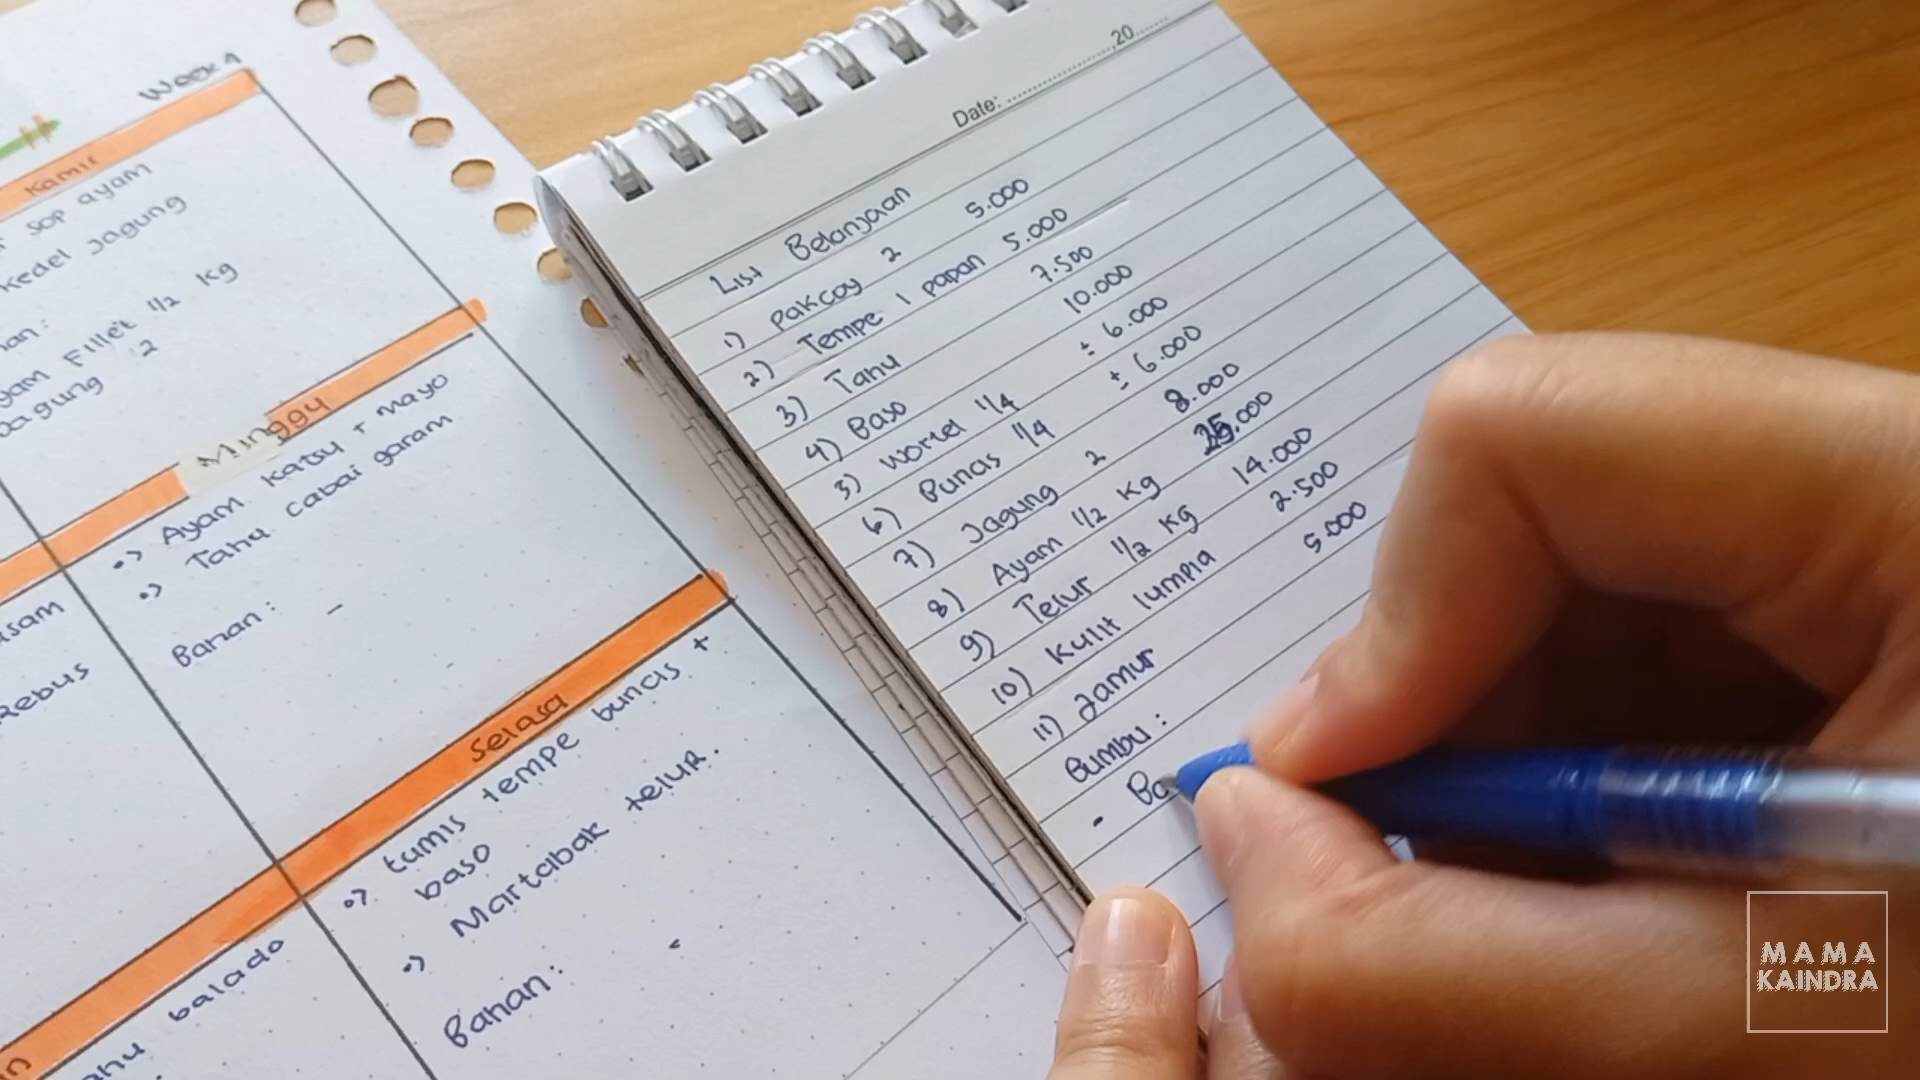 Week 4
Kamis
sop ayam
kedel Jagung
an:
yam Fillet 1/2 kg
Jagung 2
Minggu
•> Ayam Katsu + mayo
•> Tahu cabai garam
Bahan: -
asam
Rebus
Selasa
•> tumis tempe buncis +
baso
•> Martabak telur.
Bahan: -
balado
ahu
Date: ................,20......
List Belanjaan
1) Pakcoy 2 5.000
2) Tempe 1 papan 5.000
3) Tahu 7.500
4) Baso 10.000
5) Wortel 1/4 ± 6.000
6) Buncis 1/4 ± 6.000
7) Jagung 2 8.000
8) Ayam 1/2 kg 25.000
9) Telur 1/2 kg 14.000
10) Kulit lumpia 2.500
11) Jamur 5.000
Bumbu :
- Ba
MAMA
KAINDRA